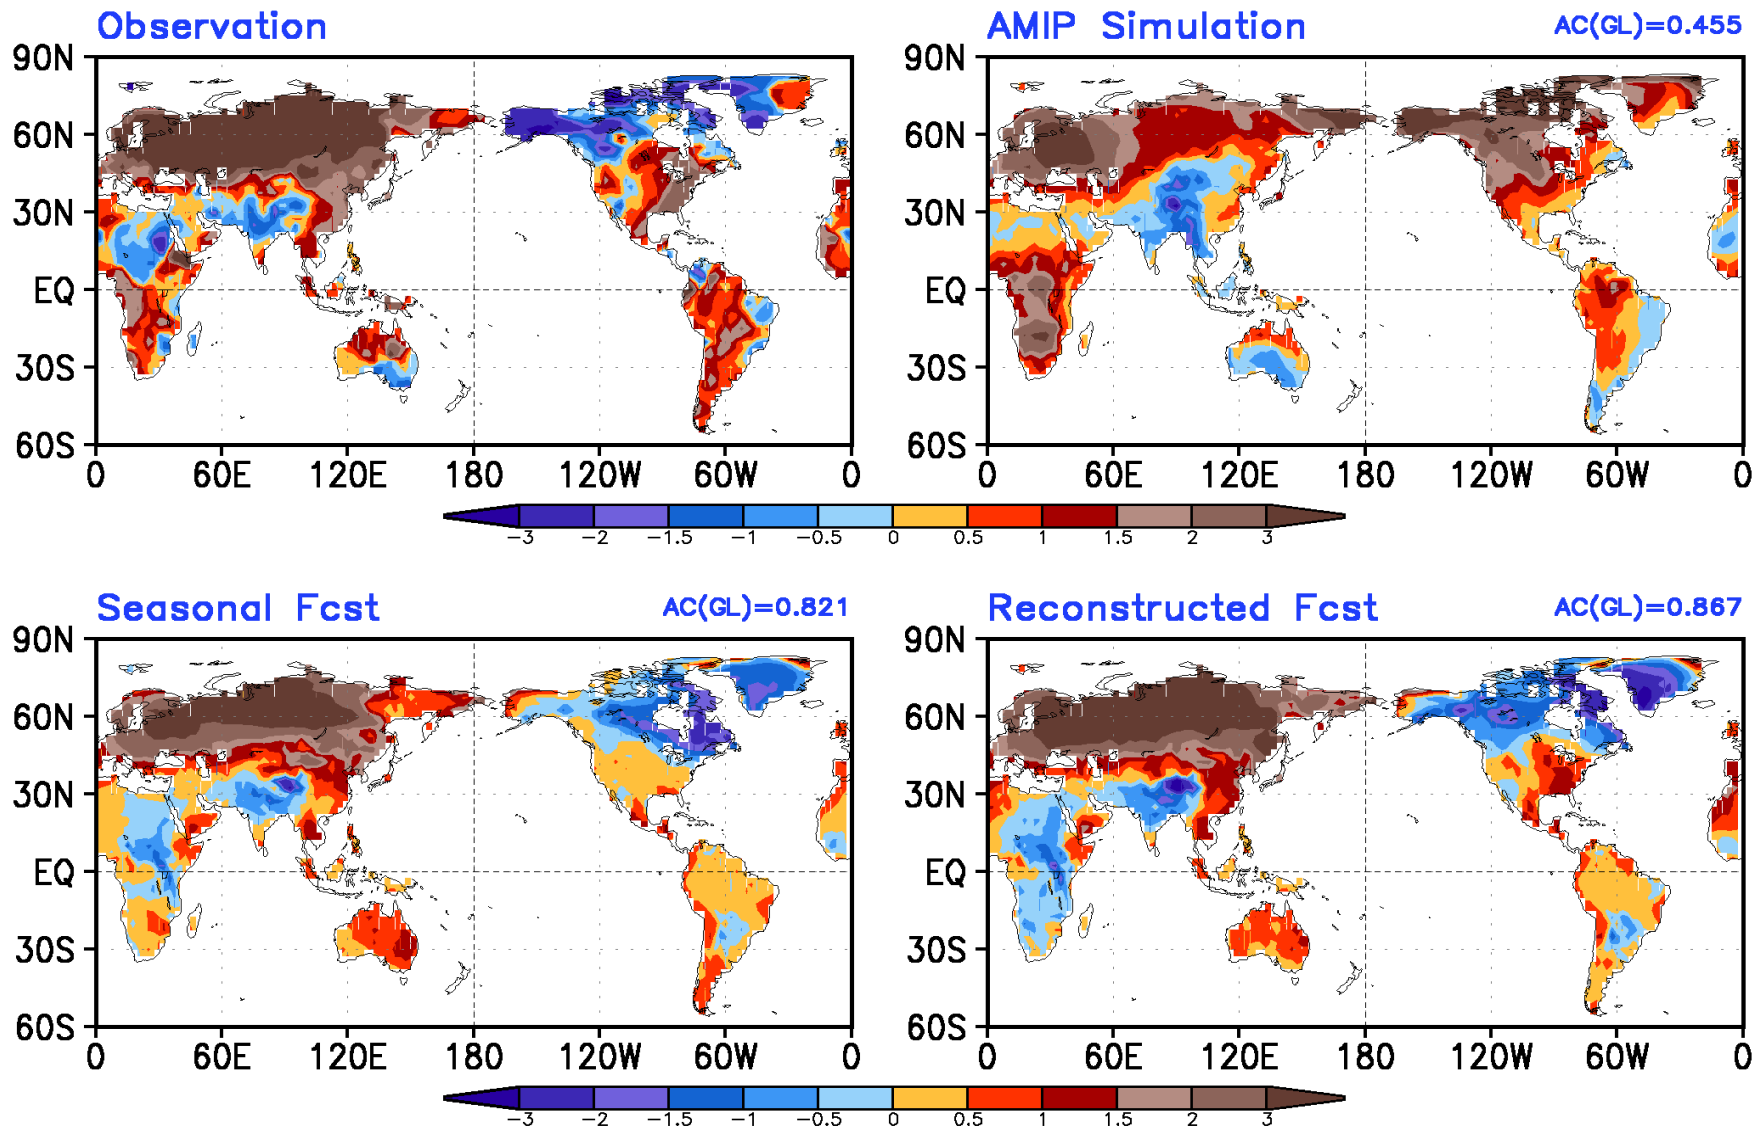 Observation
AMIP Simulation AC(GL)=0.455
90N 90N
60N 60N
30N 30N
EQ EQ
30S 30S
60S 60S
0 60E 120E 180 120W 60W 0 0 60E 120E 180 120W 60W 0
-3 -2 -1.5 -1 -0.5 0 0.5 1 1.5 2 3
Seasonal Fcst AC(GL)=0.821
Reconstructed Fcst AC(GL)=0.867
90N 90N
60N 60N
30N 30N
EQ EQ
30S 30S
60S 60S
0 60E 120E 180 120W 60W 0 0 60E 120E 180 120W 60W 0
-3 -2 -1.5 -1 -0.5 0 0.5 1 1.5 2 3